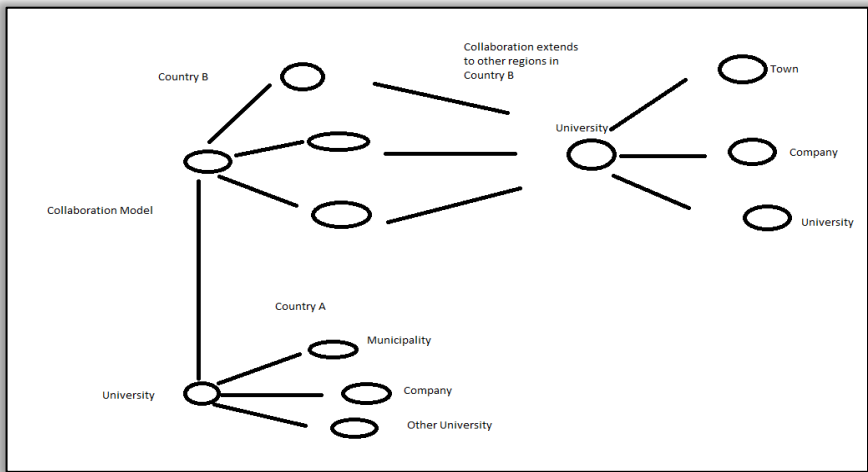 Collaboration extends
to other regions in
Country B
Country B
Town
University
Company
Collaboration Model
University
Country A
Municipality
University
Company
Other University